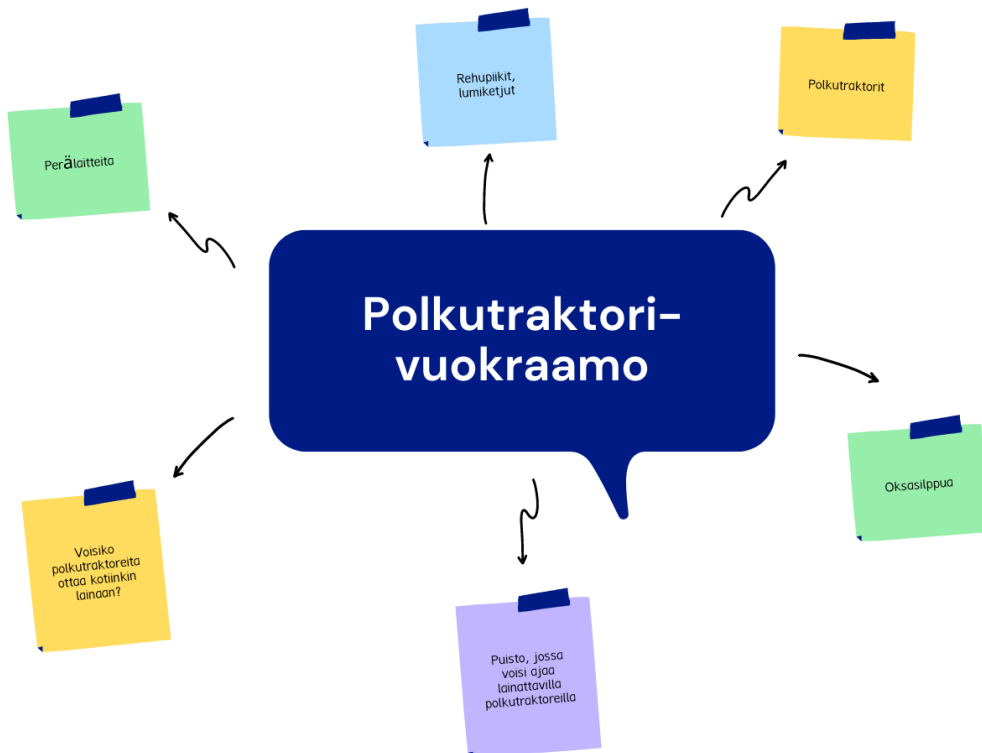 Rehupiikit,
lumiketjut
Polkutraktorit
Perälaitteita
Polkutraktori-
vuokraamo
Oksasilppua
Voisiko
polkutraktoreita
ottaa kotiinkin
lainaan?
Puisto, jossa
voisi ajaa
lainattavilla
polkutraktoreilla